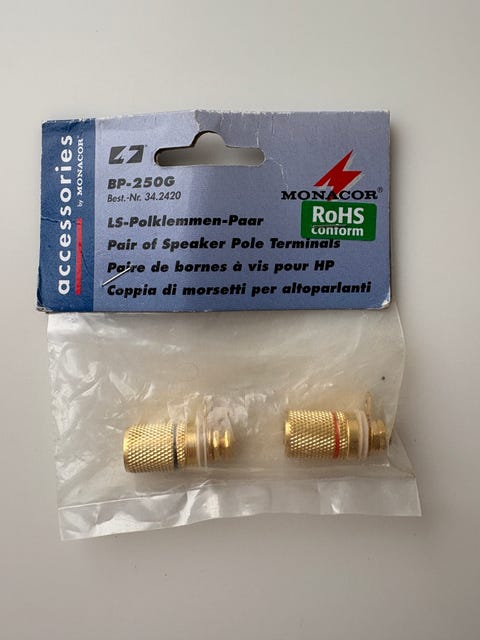 accessories
by MONACOR®
BP-250G
Best.-Nr. 34.2420
MONACOR®
RoHS
conform
LS-Polklemmen-Paar
Pair of Speaker Pole Terminals
Paire de bornes à vis pour HP
Coppia di morsetti per altoparlanti